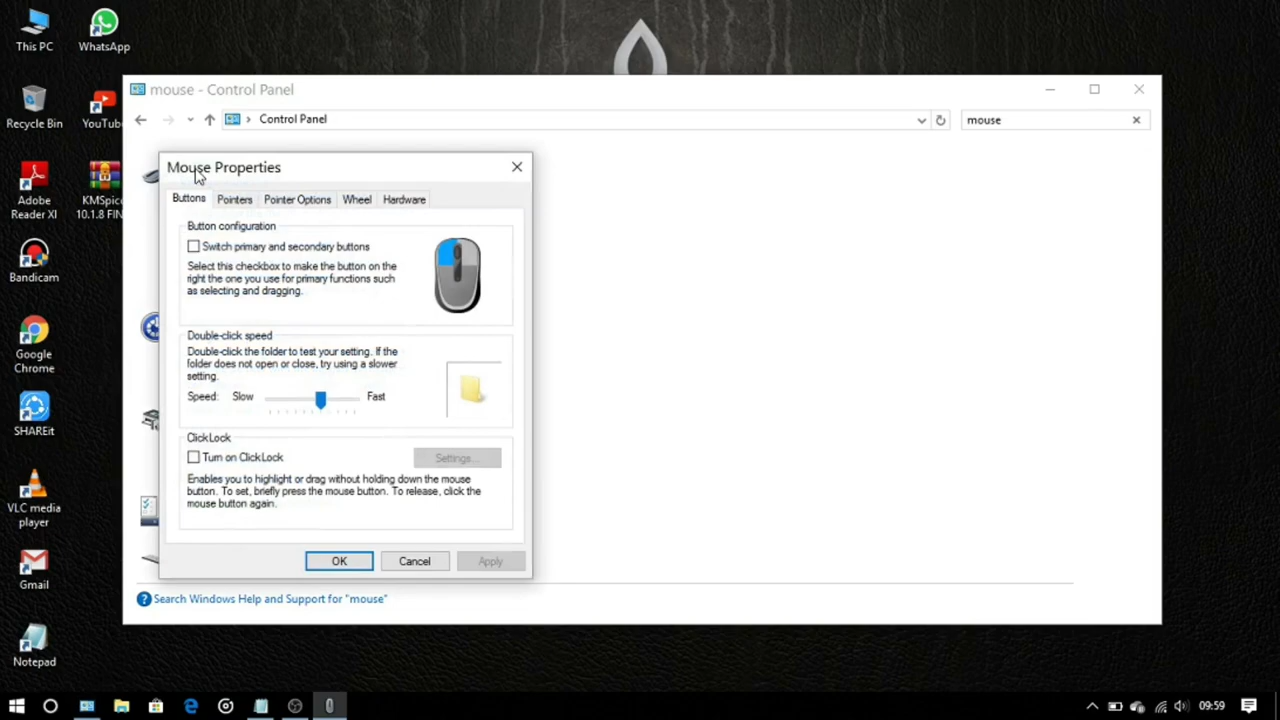 This PC
WhatsApp
Recycle Bin
YouTube
Adobe
Reader XI
KMSpico
10.1.8 FIN
Bandicam
Google
Chrome
SHAREit
VLC media
player
Gmail
Notepad
mouse - Control Panel
Control Panel
mouse
Mouse Properties
Buttons
Pointers
Pointer Options
Wheel
Hardware
Button configuration
Switch primary and secondary buttons
Select this checkbox to make the button on the
right the one you use for primary functions such
as selecting and dragging.
Double-click speed
Double-click the folder to test your setting. If the
folder does not open or close, try using a slower
setting.
Speed: Slow Fast
ClickLock
Turn on ClickLock
Settings...
Enables you to highlight or drag without holding down the mouse
button. To set, briefly press the mouse button. To release, click the
mouse button again.
OK
Cancel
Apply
Search Windows Help and Support for "mouse"
09:59